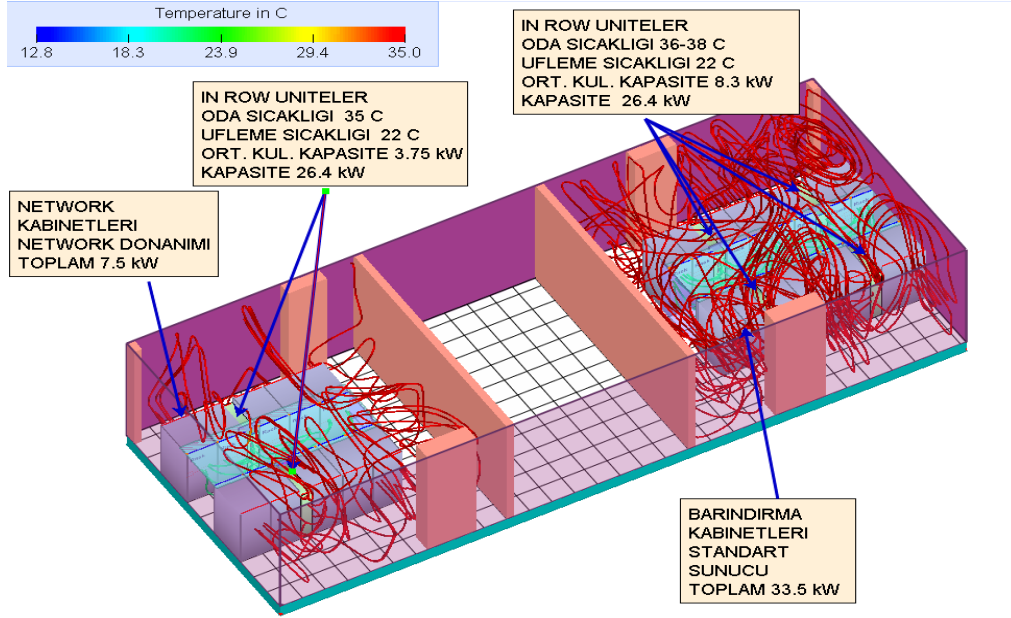 Temperature in C
12.8 18.3 23.9 29.4 35.0
IN ROW UNITELER
ODA SICAKLIGI 36-38 C
UFLEME SICAKLIGI 22 C
ORT. KUL. KAPASITE 8.3 kW
KAPASITE 26.4 kW
IN ROW UNITELER
ODA SICAKLIGI 35 C
UFLEME SICAKLIGI 22 C
ORT. KUL. KAPASITE 3.75 kW
KAPASITE 26.4 kW
NETWORK
KABINETLERI
NETWORK DONANIMI
TOPLAM 7.5 kW
BARINDIRMA
KABINETLERI
STANDART
SUNUCU
TOPLAM 33.5 kW